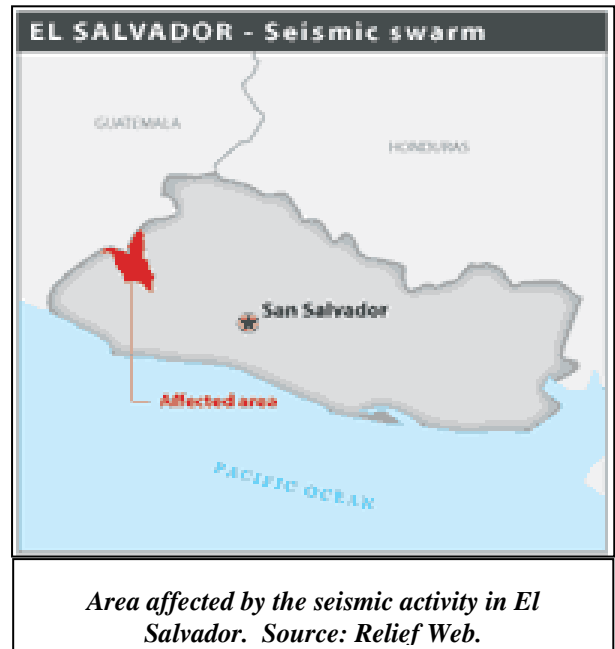 EL SALVADOR - Seismic swarm
GUATEMALA
HONDURAS
San Salvador
Affected area
PACIFIC OCEAN
Area affected by the seismic activity in El
Salvador. Source: Relief Web.